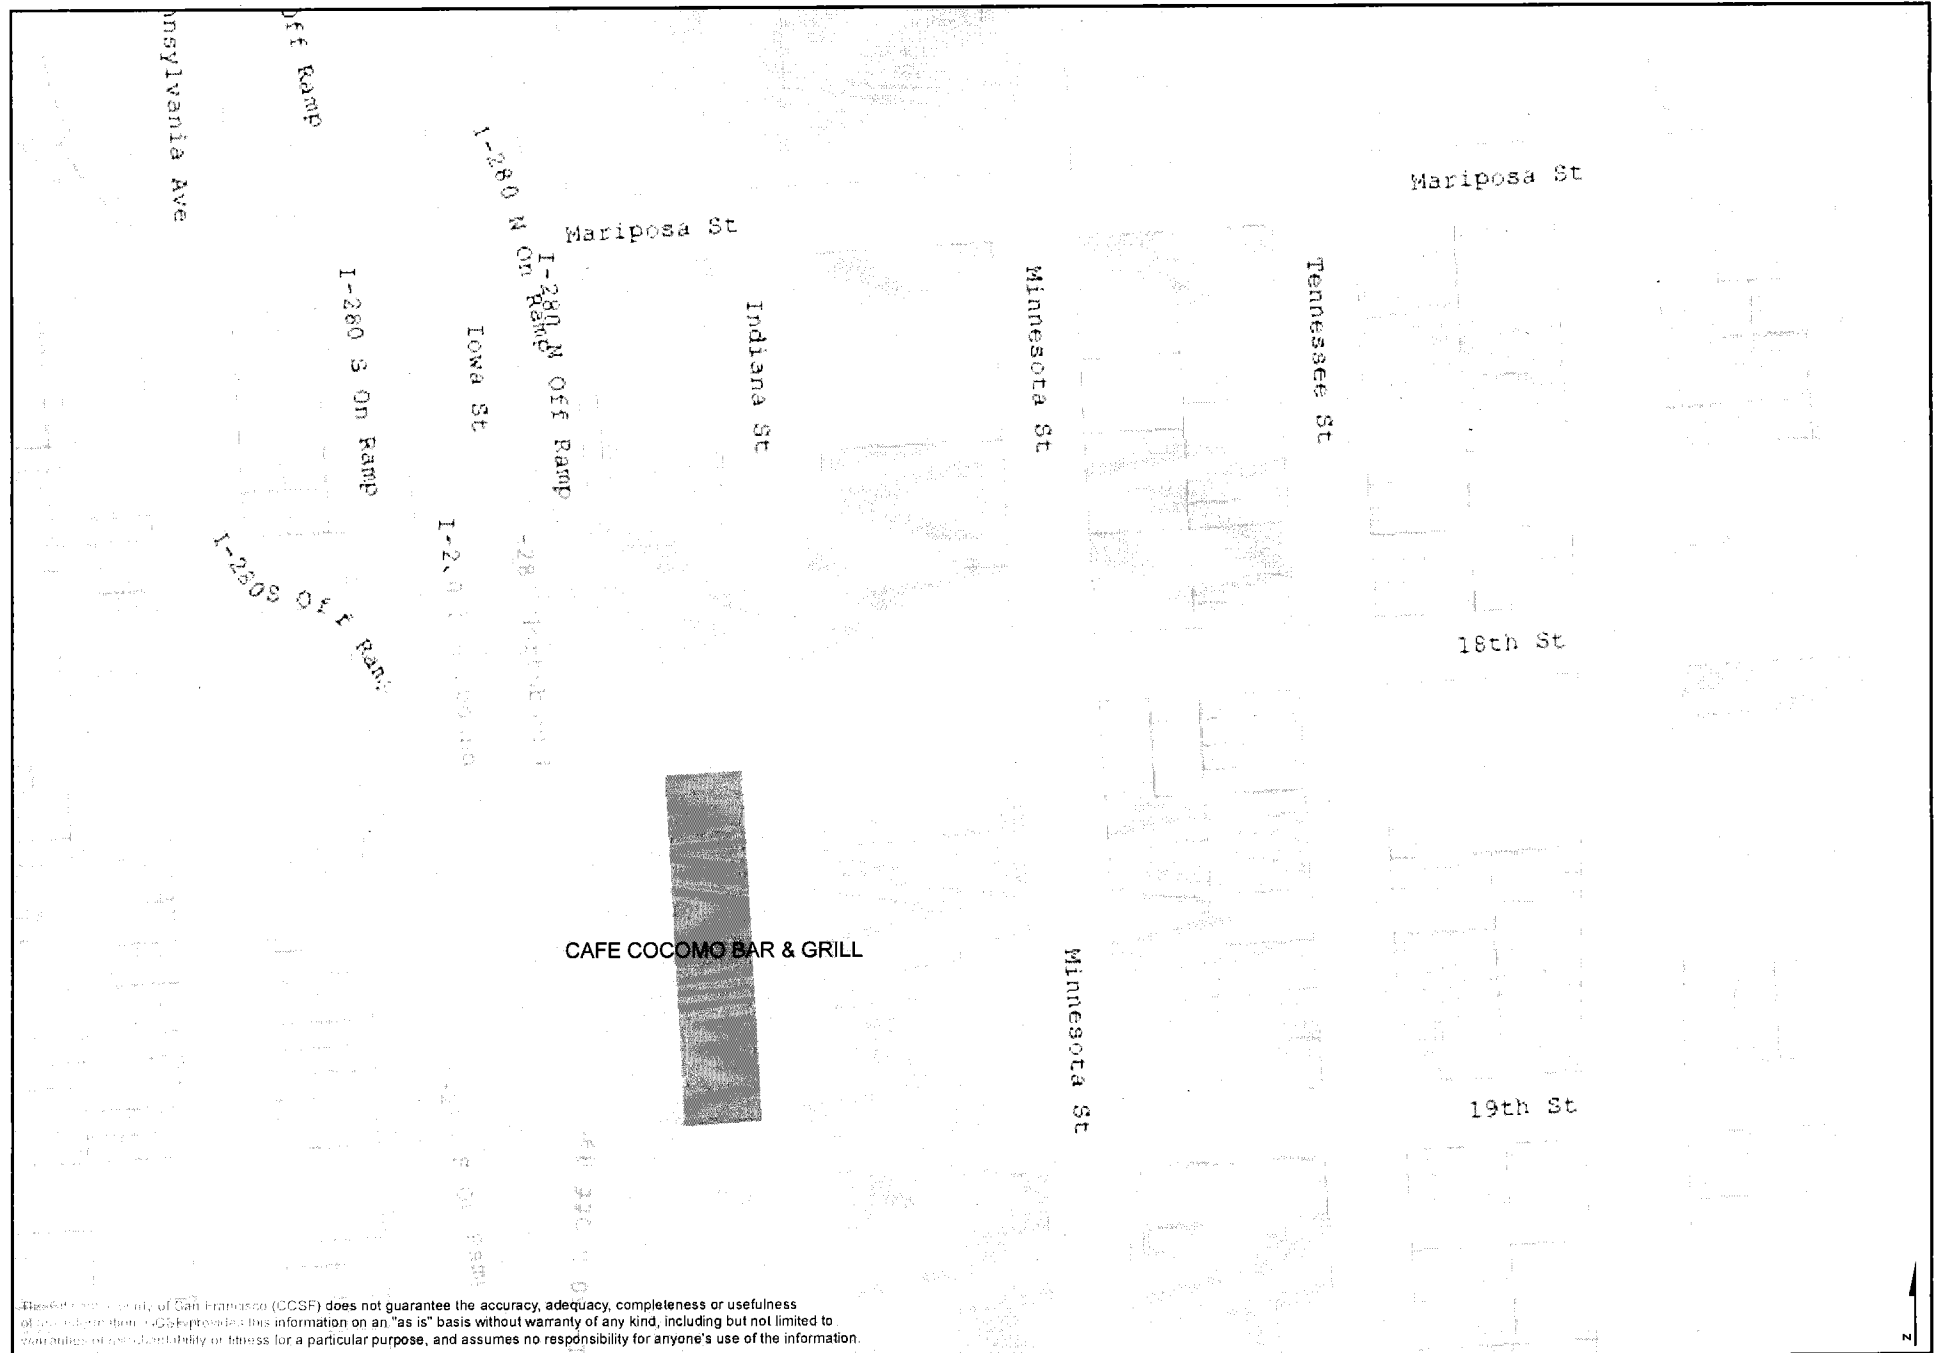 nsylvania Ave
Off Ramp
I-280 N On Ramp
Mariposa St
Mariposa St
I-280 S On Ramp
Iowa St
I-280 N Off Ramp
Indiana St
Minnesota St
Tennessee St
I-280S Off Ramp
18th St
CAFE COCOMO BAR & GRILL
Minnesota St
19th St
of San Francisco (CCSF) does not guarantee the accuracy, adequacy, completeness or usefulness
this information on an "as is" basis without warranty of any kind, including but not limited to
or fitness for a particular purpose, and assumes no responsibility for anyone's use of the information.
N